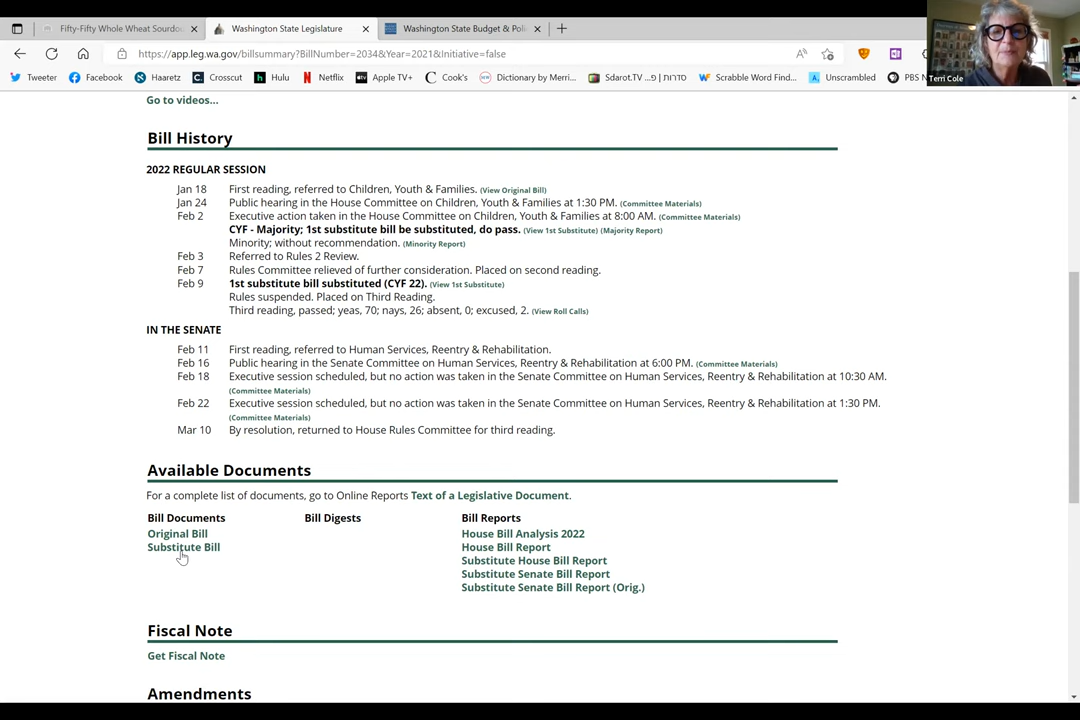 Fifty-Fifty Whole Wheat Sourdou
Washington State Legislature
Washington State Budget & Poli
https://app.leg.wa.gov/billsummary?BillNumber=2034&Year=2021&Initiative=false
Tweeter Facebook Haaretz Crosscut Hulu Netflix Apple TV+ Cook's Dictionary by Merri... Sdarot.TV ...סדרות | פ Scrabble Word Find... Unscrambled PBS N
Terri Cole
Go to videos...
Bill History
2022 REGULAR SESSION
Jan 18 First reading, referred to Children, Youth & Families. (View Original Bill)
Jan 24 Public hearing in the House Committee on Children, Youth & Families at 1:30 PM. (Committee Materials)
Feb 2 Executive action taken in the House Committee on Children, Youth & Families at 8:00 AM. (Committee Materials)
CYF - Majority; 1st substitute bill be substituted, do pass. (View 1st Substitute) (Majority Report)
Minority; without recommendation. (Minority Report)
Feb 3 Referred to Rules 2 Review.
Feb 7 Rules Committee relieved of further consideration. Placed on second reading.
Feb 9 1st substitute bill substituted (CYF 22). (View 1st Substitute)
Rules suspended. Placed on Third Reading.
Third reading, passed; yeas, 70; nays, 26; absent, 0; excused, 2. (View Roll Calls)
IN THE SENATE
Feb 11 First reading, referred to Human Services, Reentry & Rehabilitation.
Feb 16 Public hearing in the Senate Committee on Human Services, Reentry & Rehabilitation at 6:00 PM. (Committee Materials)
Feb 18 Executive session scheduled, but no action was taken in the Senate Committee on Human Services, Reentry & Rehabilitation at 10:30 AM.
(Committee Materials)
Feb 22 Executive session scheduled, but no action was taken in the Senate Committee on Human Services, Reentry & Rehabilitation at 1:30 PM.
(Committee Materials)
Mar 10 By resolution, returned to House Rules Committee for third reading.
Available Documents
For a complete list of documents, go to Online Reports Text of a Legislative Document.
Bill Documents Bill Digests Bill Reports
Original Bill House Bill Analysis 2022
Substitute Bill House Bill Report
Substitute House Bill Report
Substitute Senate Bill Report
Substitute Senate Bill Report (Orig.)
Fiscal Note
Get Fiscal Note
Amendments